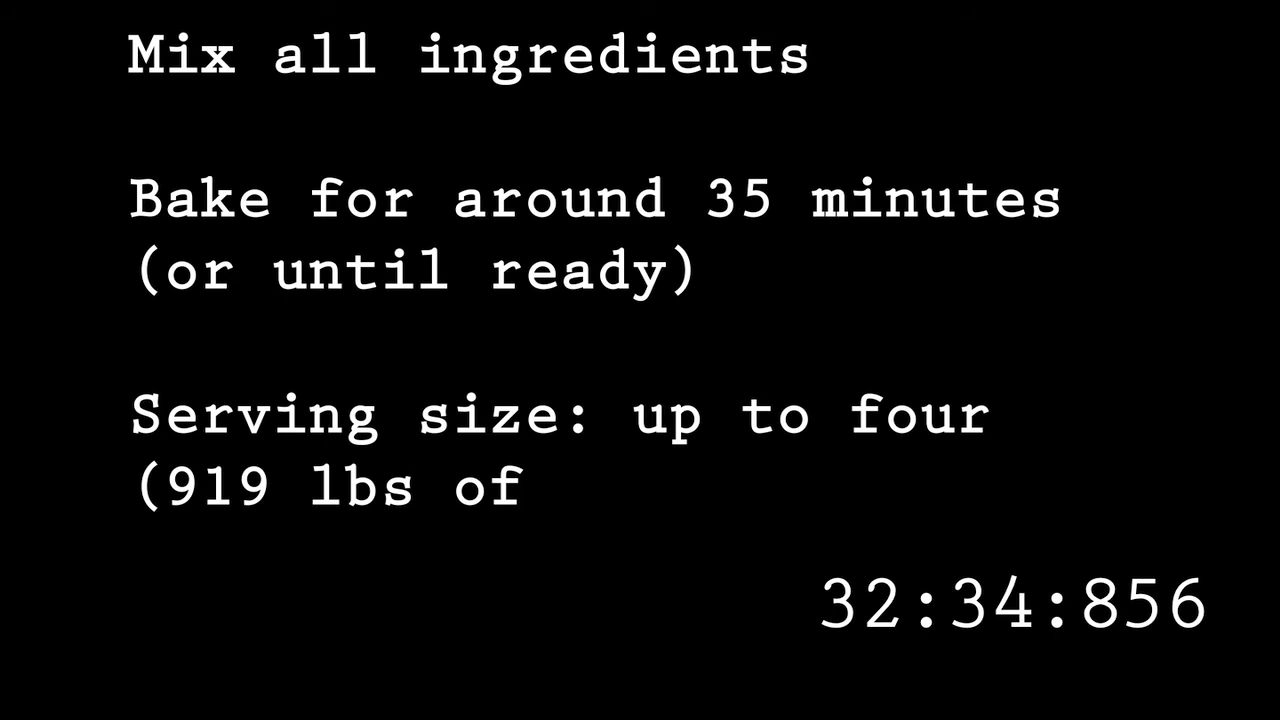 Mix all ingredients
Bake for around 35 minutes
(or until ready)
Serving size: up to four
(919 lbs of
32:34:856